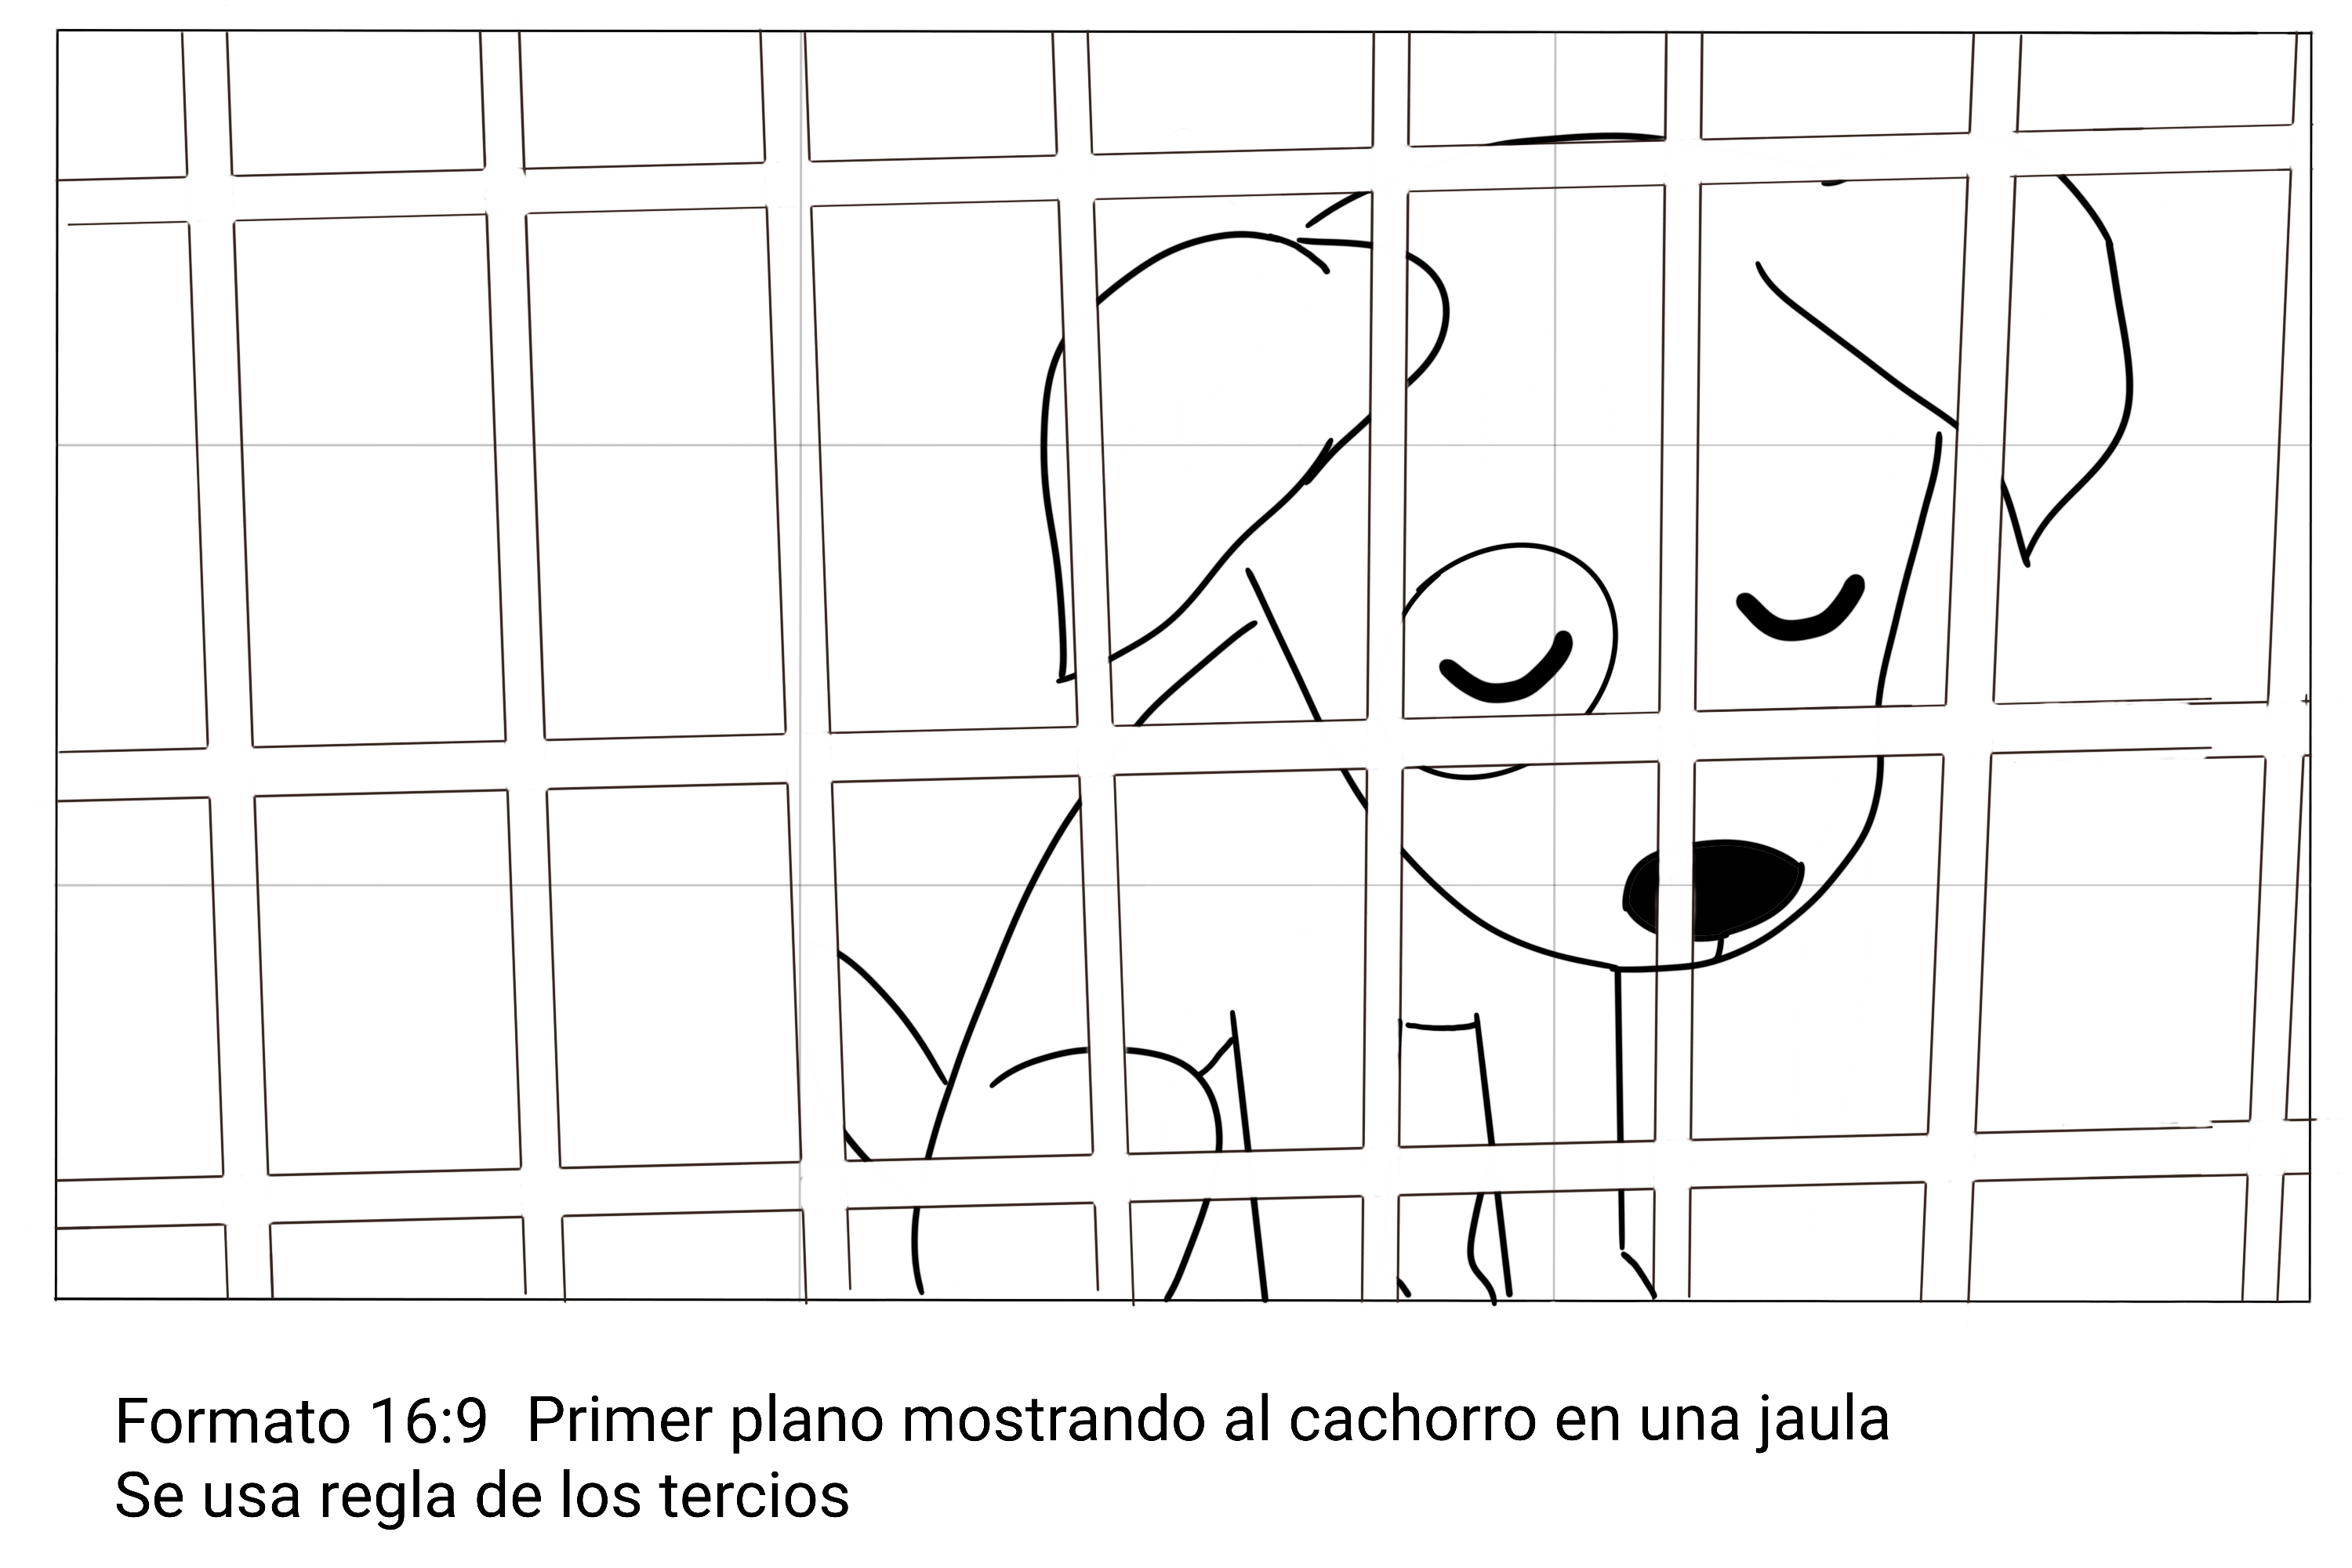 Formato 16:9 Primer plano mostrando al cachorro en una jaula
Se usa regla de los tercios